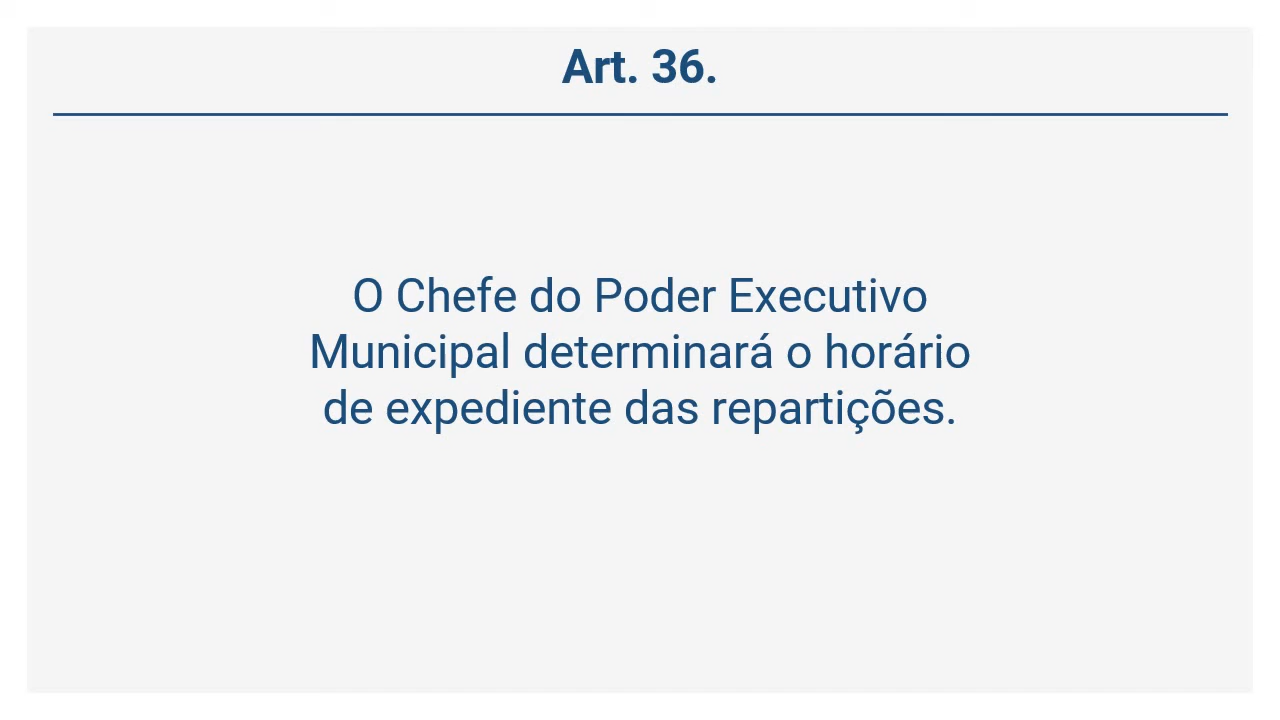 Art. 36.
O Chefe do Poder Executivo
Municipal determinará o horário
de expediente das repartições.